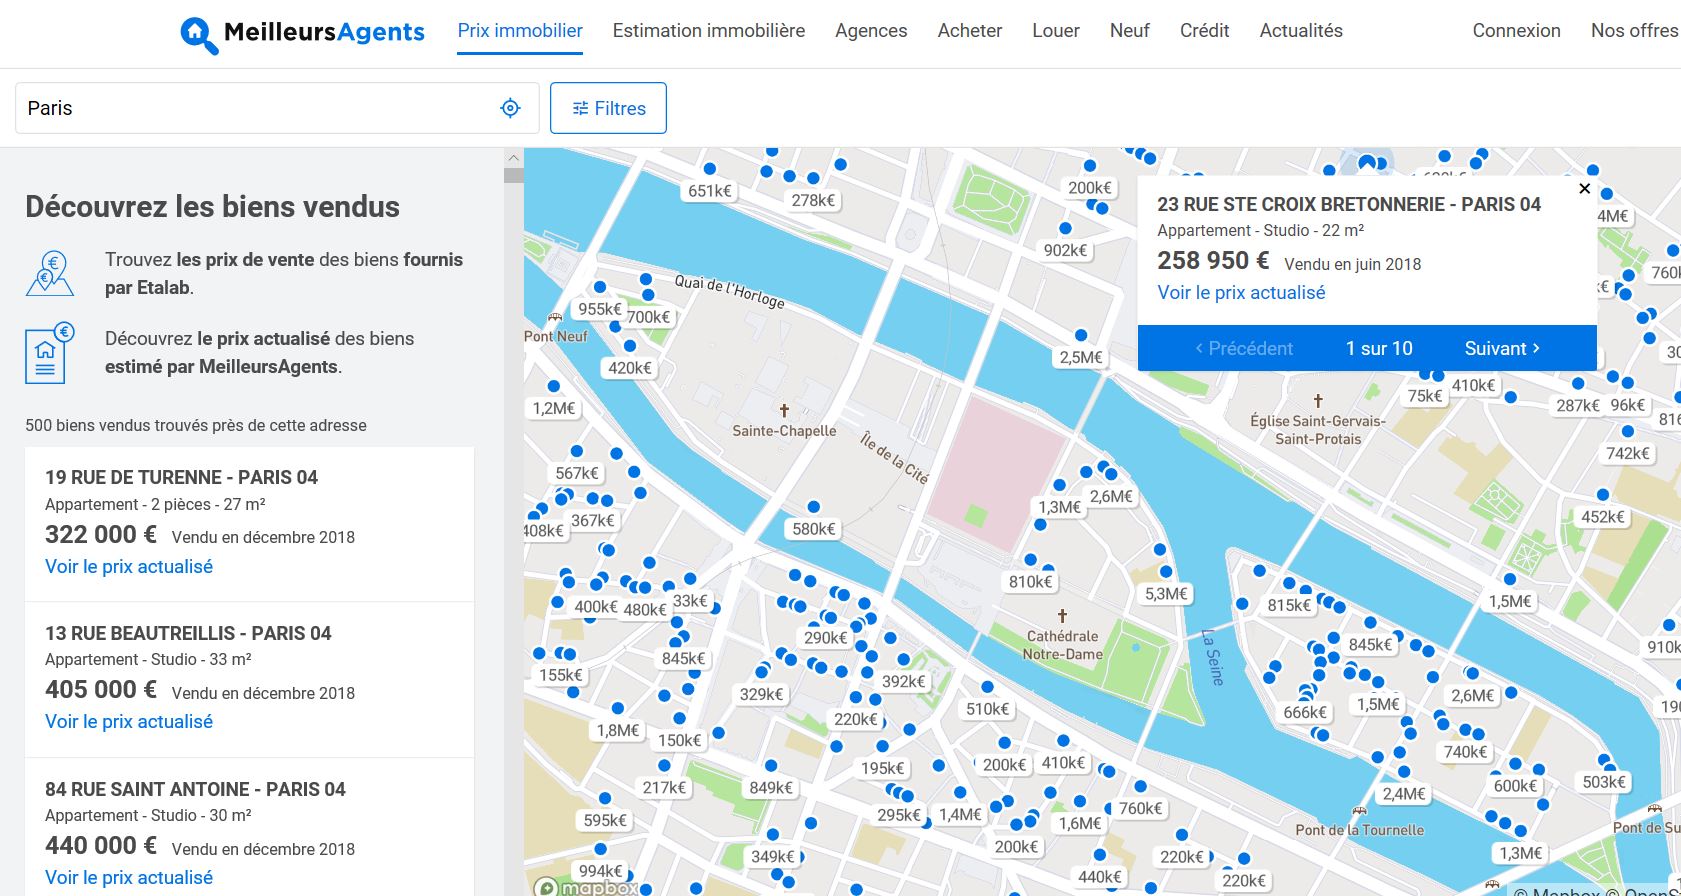 MeilleursAgents
Prix immobilier
Estimation immobilière
Agences
Acheter
Louer
Neuf
Crédit
Actualités
Connexion
Nos offres
Paris
Filtres
Découvrez les biens vendus
Trouvez les prix de vente des biens fournis
par Etalab.
Découvrez le prix actualisé des biens
estimé par MeilleursAgents.
500 biens vendus trouvés près de cette adresse
19 RUE DE TURENNE - PARIS 04
Appartement - 2 pièces - 27 m²
322 000 € Vendu en décembre 2018
Voir le prix actualisé
13 RUE BEAUTREILLIS - PARIS 04
Appartement - Studio - 33 m²
405 000 € Vendu en décembre 2018
Voir le prix actualisé
84 RUE SAINT ANTOINE - PARIS 04
Appartement - Studio - 30 m²
440 000 € Vendu en décembre 2018
Voir le prix actualisé
23 RUE STE CROIX BRETONNERIE - PARIS 04
Appartement - Studio - 22 m²
258 950 € Vendu en juin 2018
Voir le prix actualisé
‹ Précédent
1 sur 10
Suivant ›
651k€
278k€
200k€
902k€
4M€
760k
k€
Quai de l'Horloge
955k€
700k€
Pont Neuf
420k€
2,5M€
30
1,2M€
75k€
410k€
287k€
96k€
816
Sainte-Chapelle
Île de la Cité
Église Saint-Gervais-
Saint-Protais
742k€
567k€
408k€
367k€
580k€
1,3M€
2,6M€
452k€
810k€
5,3M€
400k€
480k€
33k€
290k€
815k€
1,5M€
Cathédrale
Notre-Dame
La Seine
845k€
845k€
910k
155k€
329k€
392k€
220k€
510k€
666k€
1,5M€
2,6M€
190
1,8M€
150k€
740k€
217k€
849k€
195k€
200k€
410k€
2,4M€
600k€
503k€
595k€
295k€
1,4M€
1,6M€
760k€
Pont de la Tournelle
Pont de Su
349k€
200k€
220k€
1,3M€
994k€
440k€
220k€
mapbox
© Mapbox © OpenS